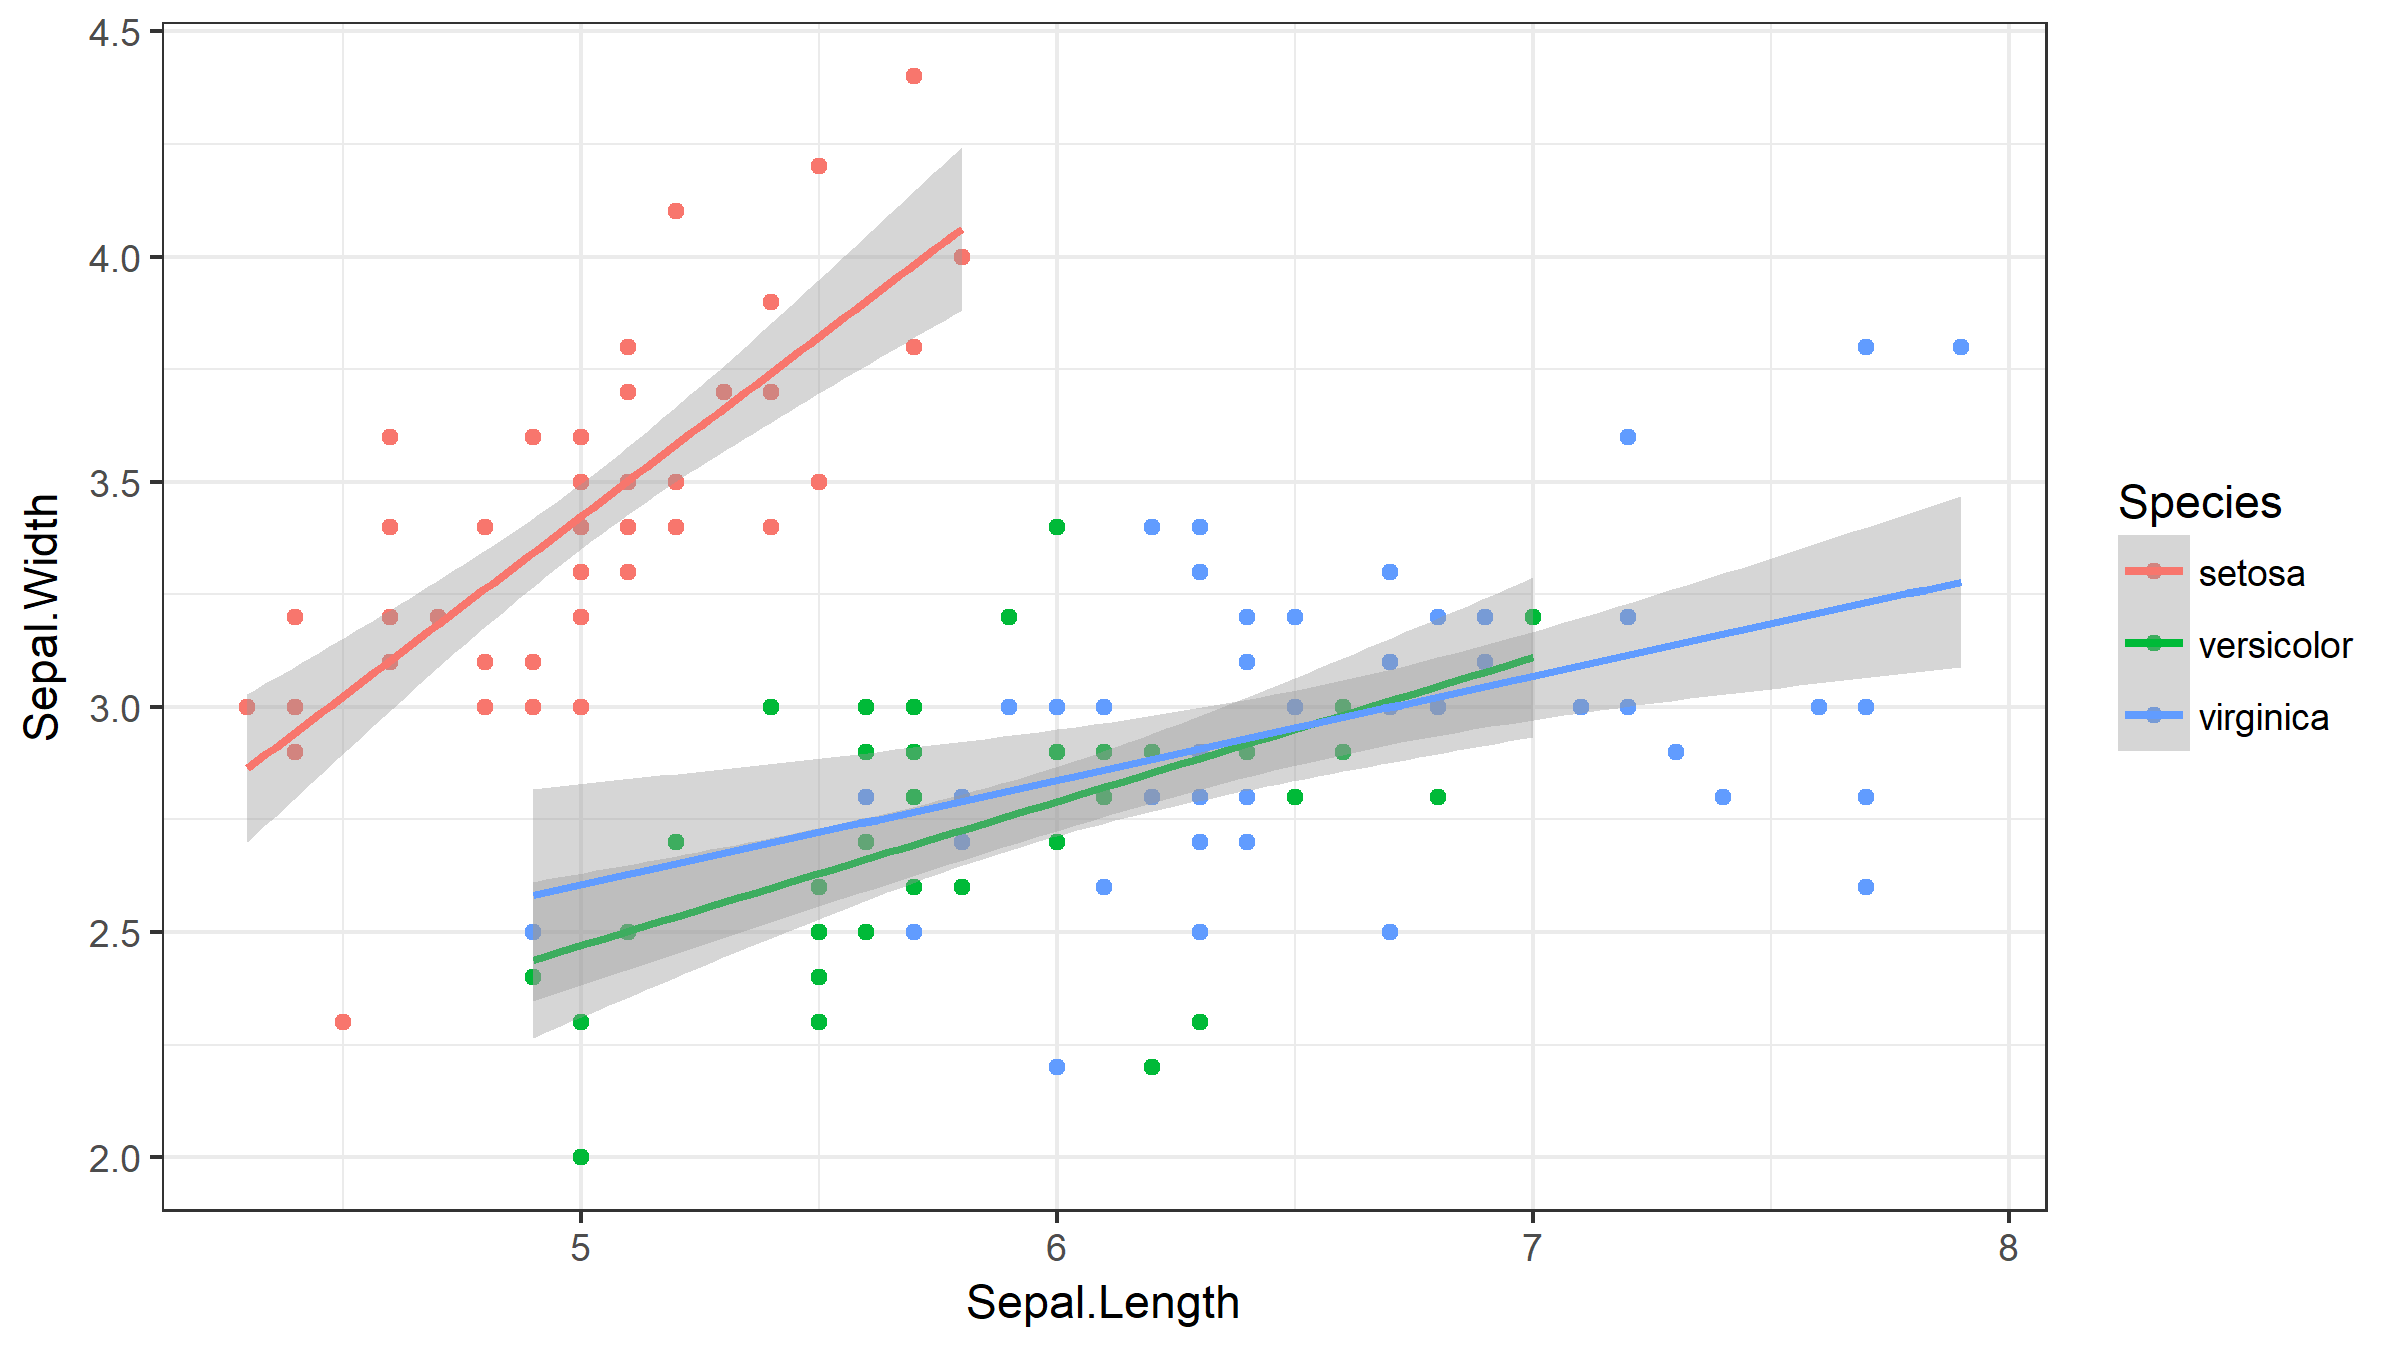 4.5
4.0
3.5
3.0
2.5
2.0
Sepal.Width
5 6 7 8
Sepal.Length
Species
setosa
versicolor
virginica